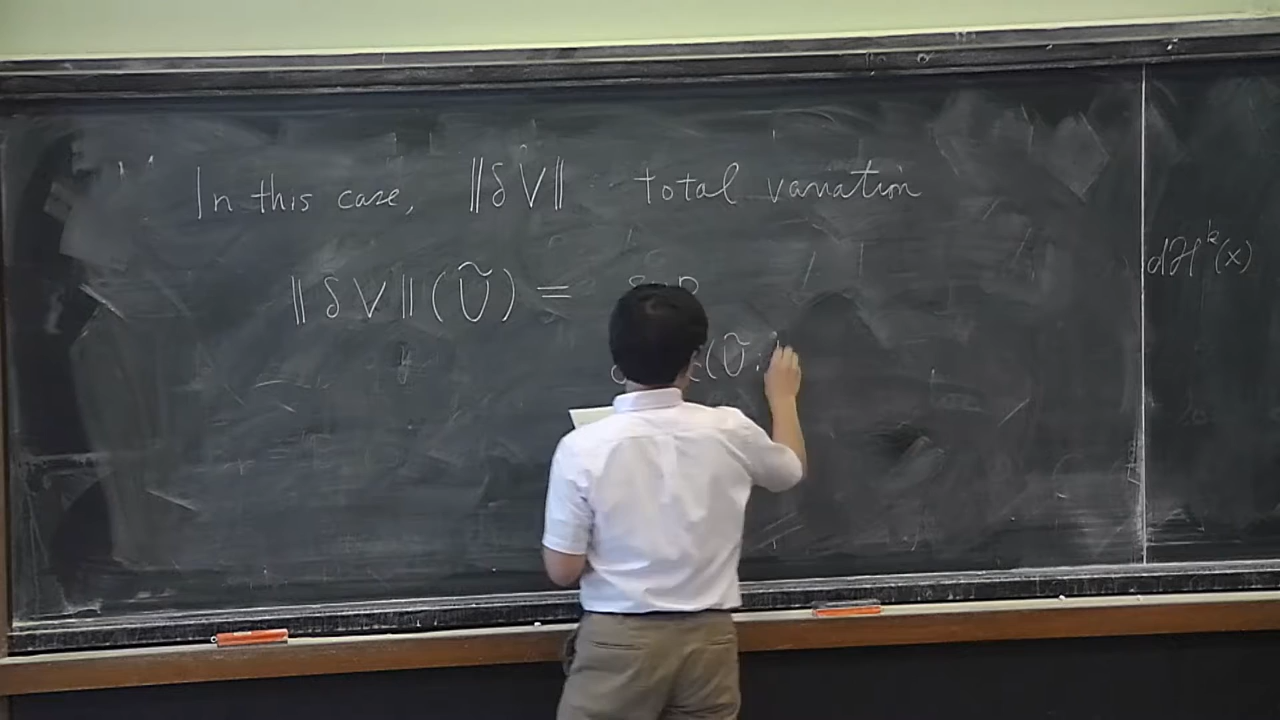 In this case, ‖δV‖ total variation
‖δV‖(Ũ) = sup
(Ũ;
dℋᵏ(x)